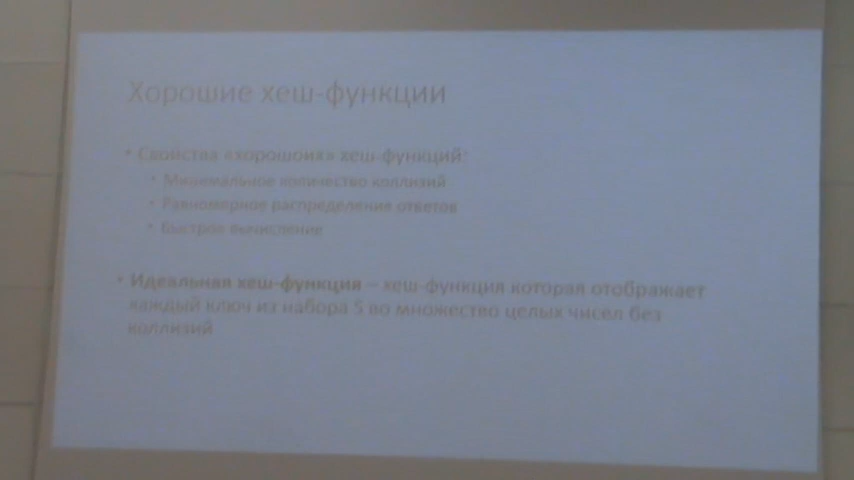 Хорошие хеш-функции
• Свойства «хороших» хеш-функций:
• Минимальное количество коллизий
• Равномерное распределение ответов
• Быстрое вычисление
• Идеальная хеш-функция – хеш-функция которая отображает
каждый ключ из набора S во множество целых чисел без
коллизий